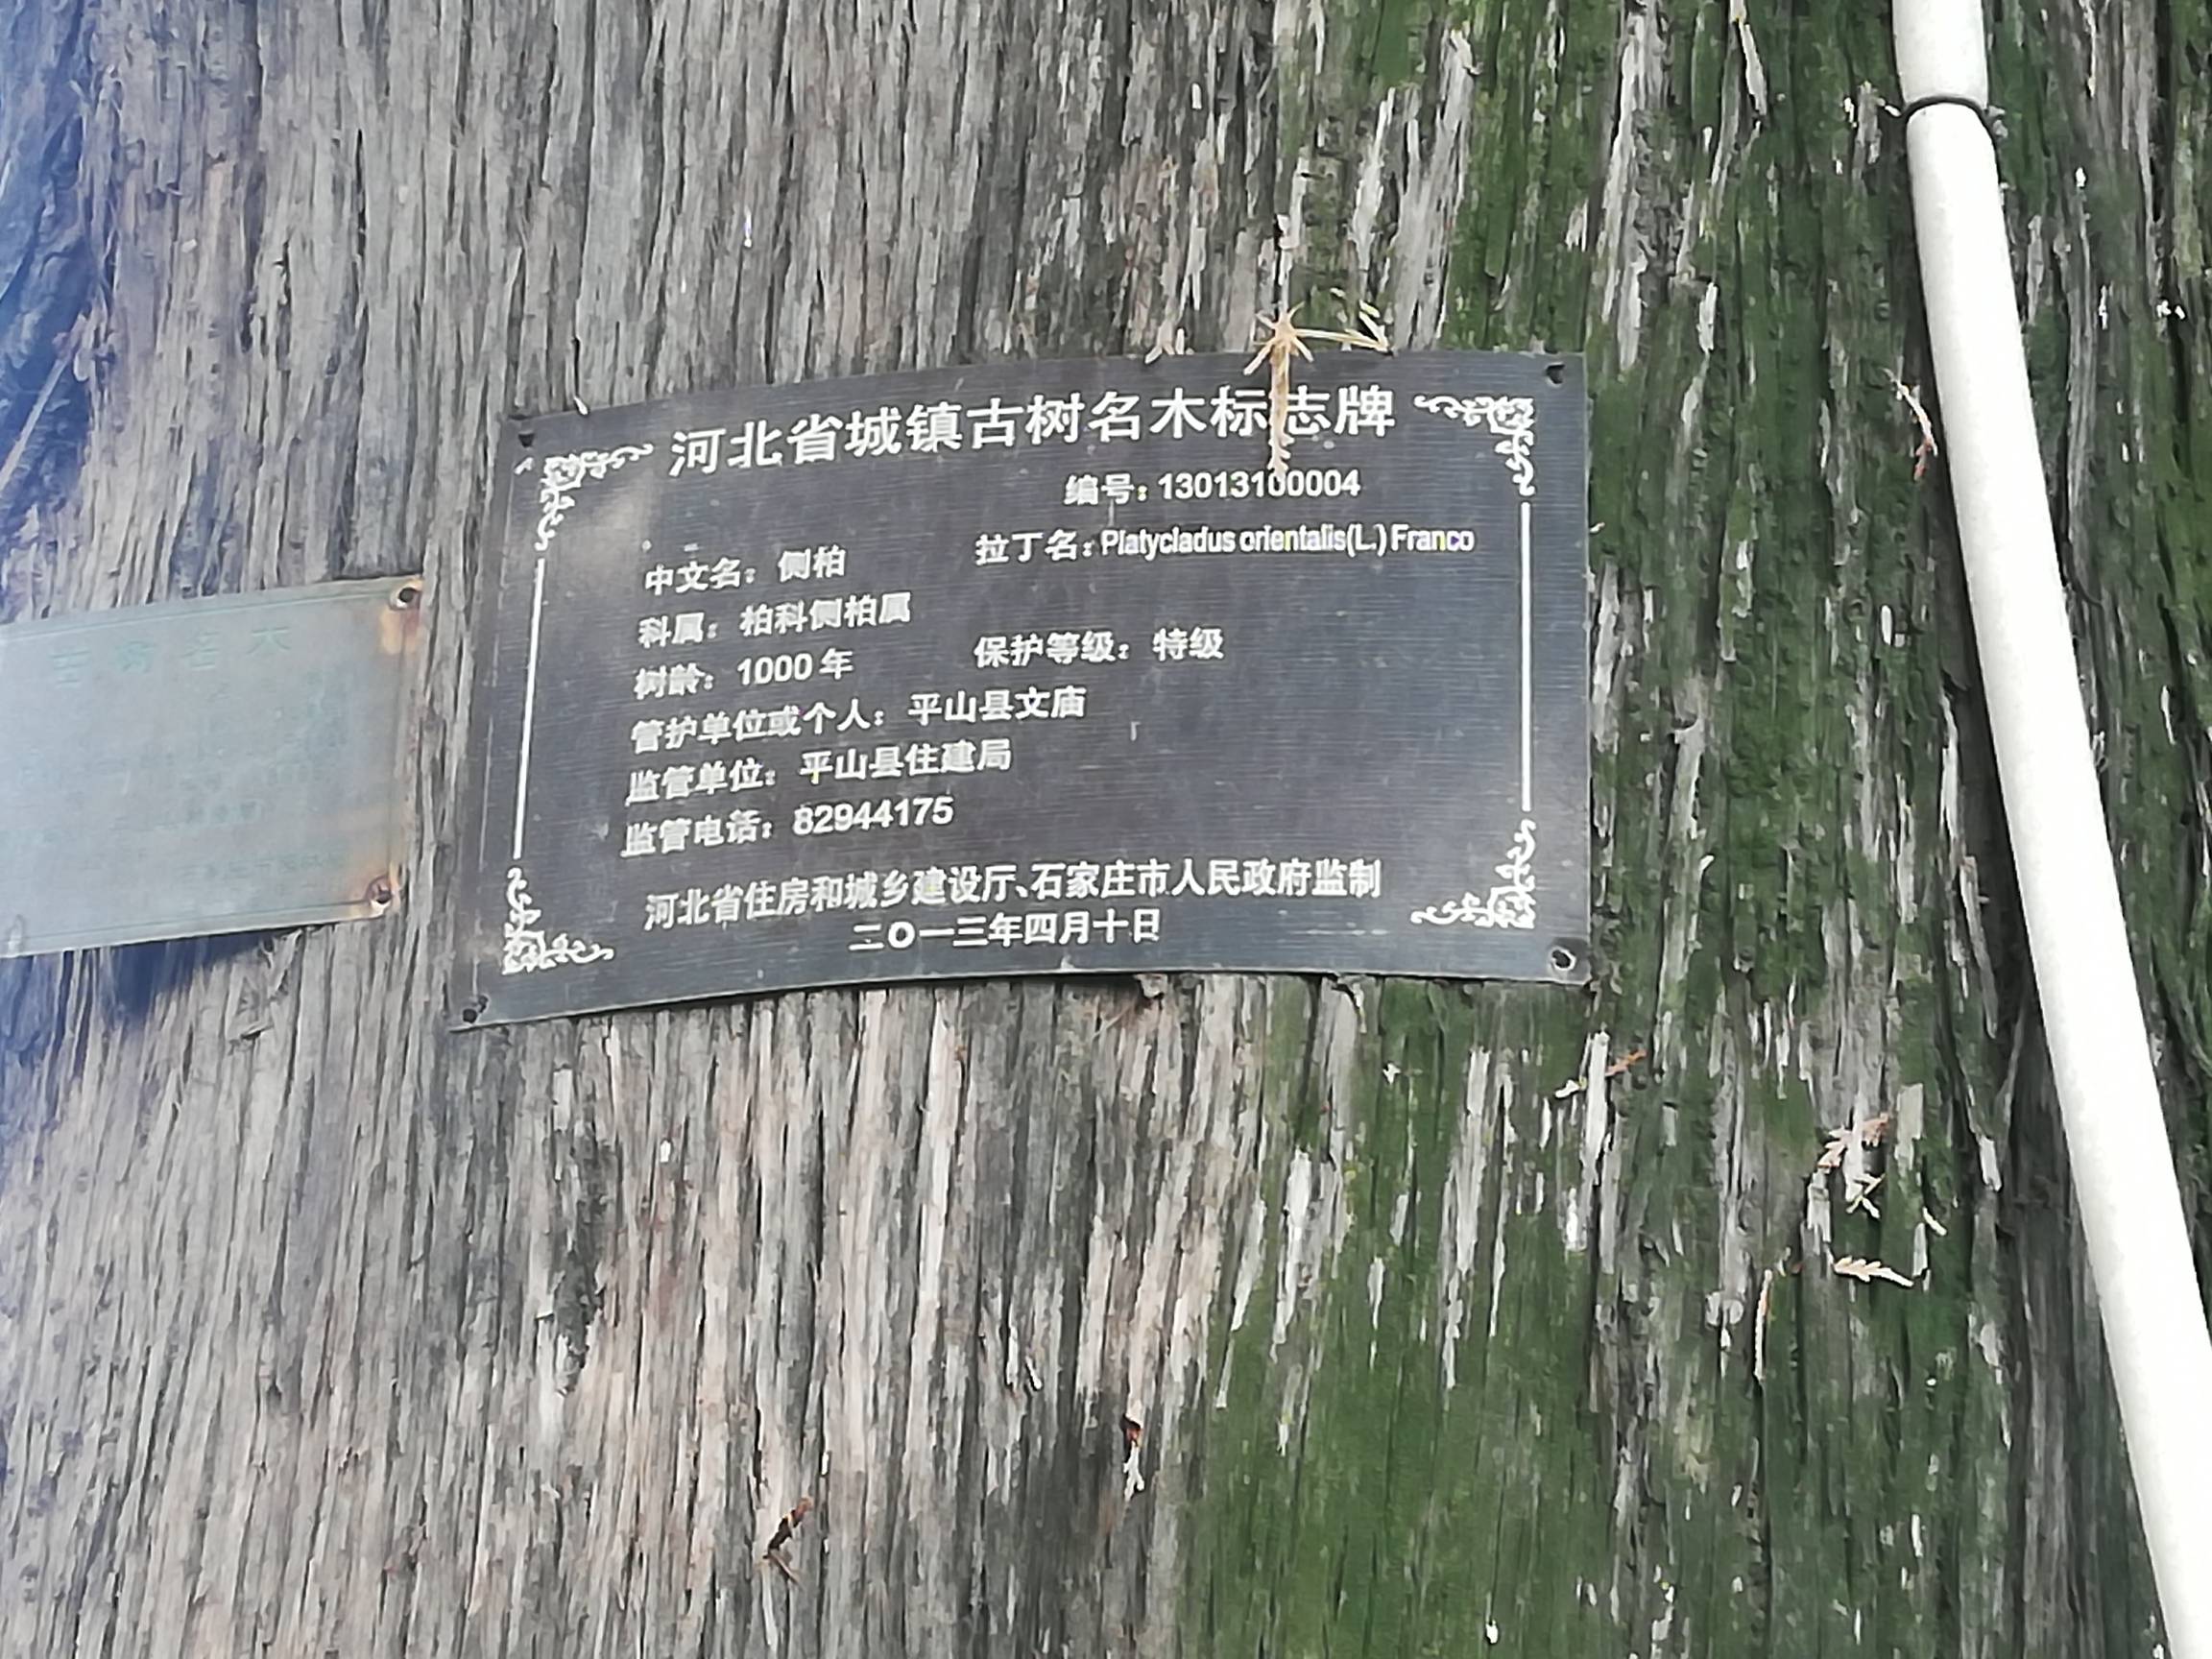 古树名木
河北省城镇古树名木标志牌
编号：13013100004
中文名：侧柏 拉丁名：Platycladus orientalis(L.) Franco
科属：柏科侧柏属
树龄：1000 年 保护等级：特级
管护单位或个人：平山县文庙
监管单位：平山县住建局
监管电话：82944175
河北省住房和城乡建设厅、石家庄市人民政府监制
二〇一三年四月十日